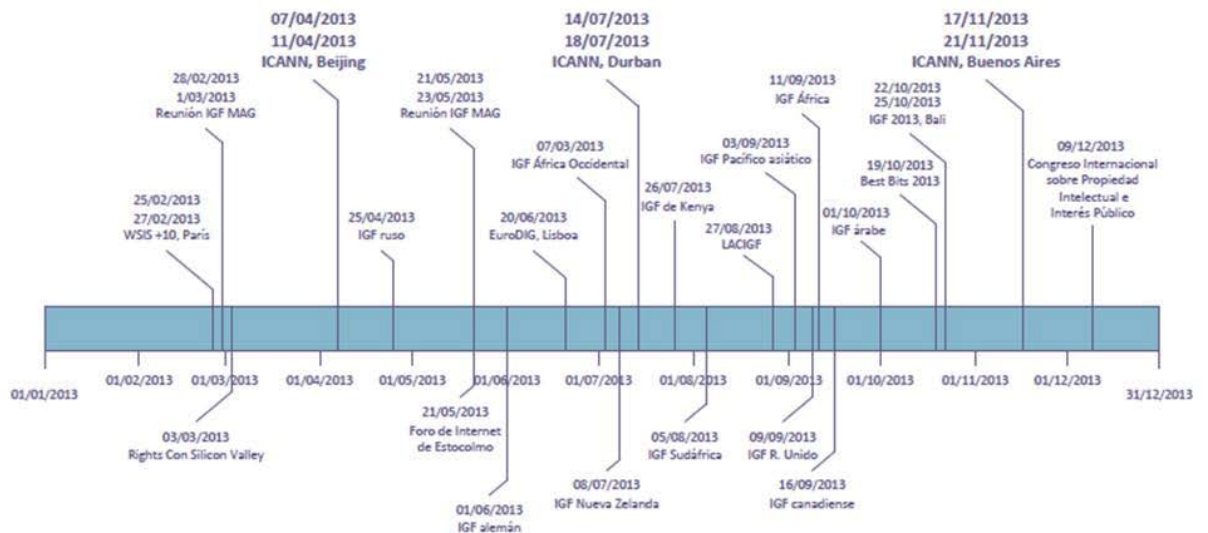 07/04/2013
11/04/2013
ICANN, Beijing
14/07/2013
18/07/2013
ICANN, Durban
17/11/2013
21/11/2013
ICANN, Buenos Aires
28/02/2013
1/03/2013
Reunión IGF MAG
21/05/2013
23/05/2013
Reunión IGF MAG
11/09/2013
IGF África
22/10/2013
25/10/2013
IGF 2013, Bali
07/03/2013
IGF África Occidental
03/09/2013
IGF Pacífico asiático
09/12/2013
Congreso Internacional
sobre Propiedad
Intelectual e
Interés Público
19/10/2013
Best Bits 2013
25/02/2013
27/02/2013
WSIS +10, París
25/04/2013
IGF ruso
20/06/2013
EuroDIG, Lisboa
26/07/2013
IGF de Kenya
27/08/2013
LACIGF
01/10/2013
IGF árabe
01/01/2013
01/02/2013
01/03/2013
01/04/2013
01/05/2013
01/06/2013
01/07/2013
01/08/2013
01/09/2013
01/10/2013
01/11/2013
01/12/2013
31/12/2013
03/03/2013
Rights Con Silicon Valley
21/05/2013
Foro de Internet
de Estocolmo
05/08/2013
IGF Sudáfrica
09/09/2013
IGF R. Unido
08/07/2013
IGF Nueva Zelanda
16/09/2013
IGF canadiense
01/06/2013
IGF alemán